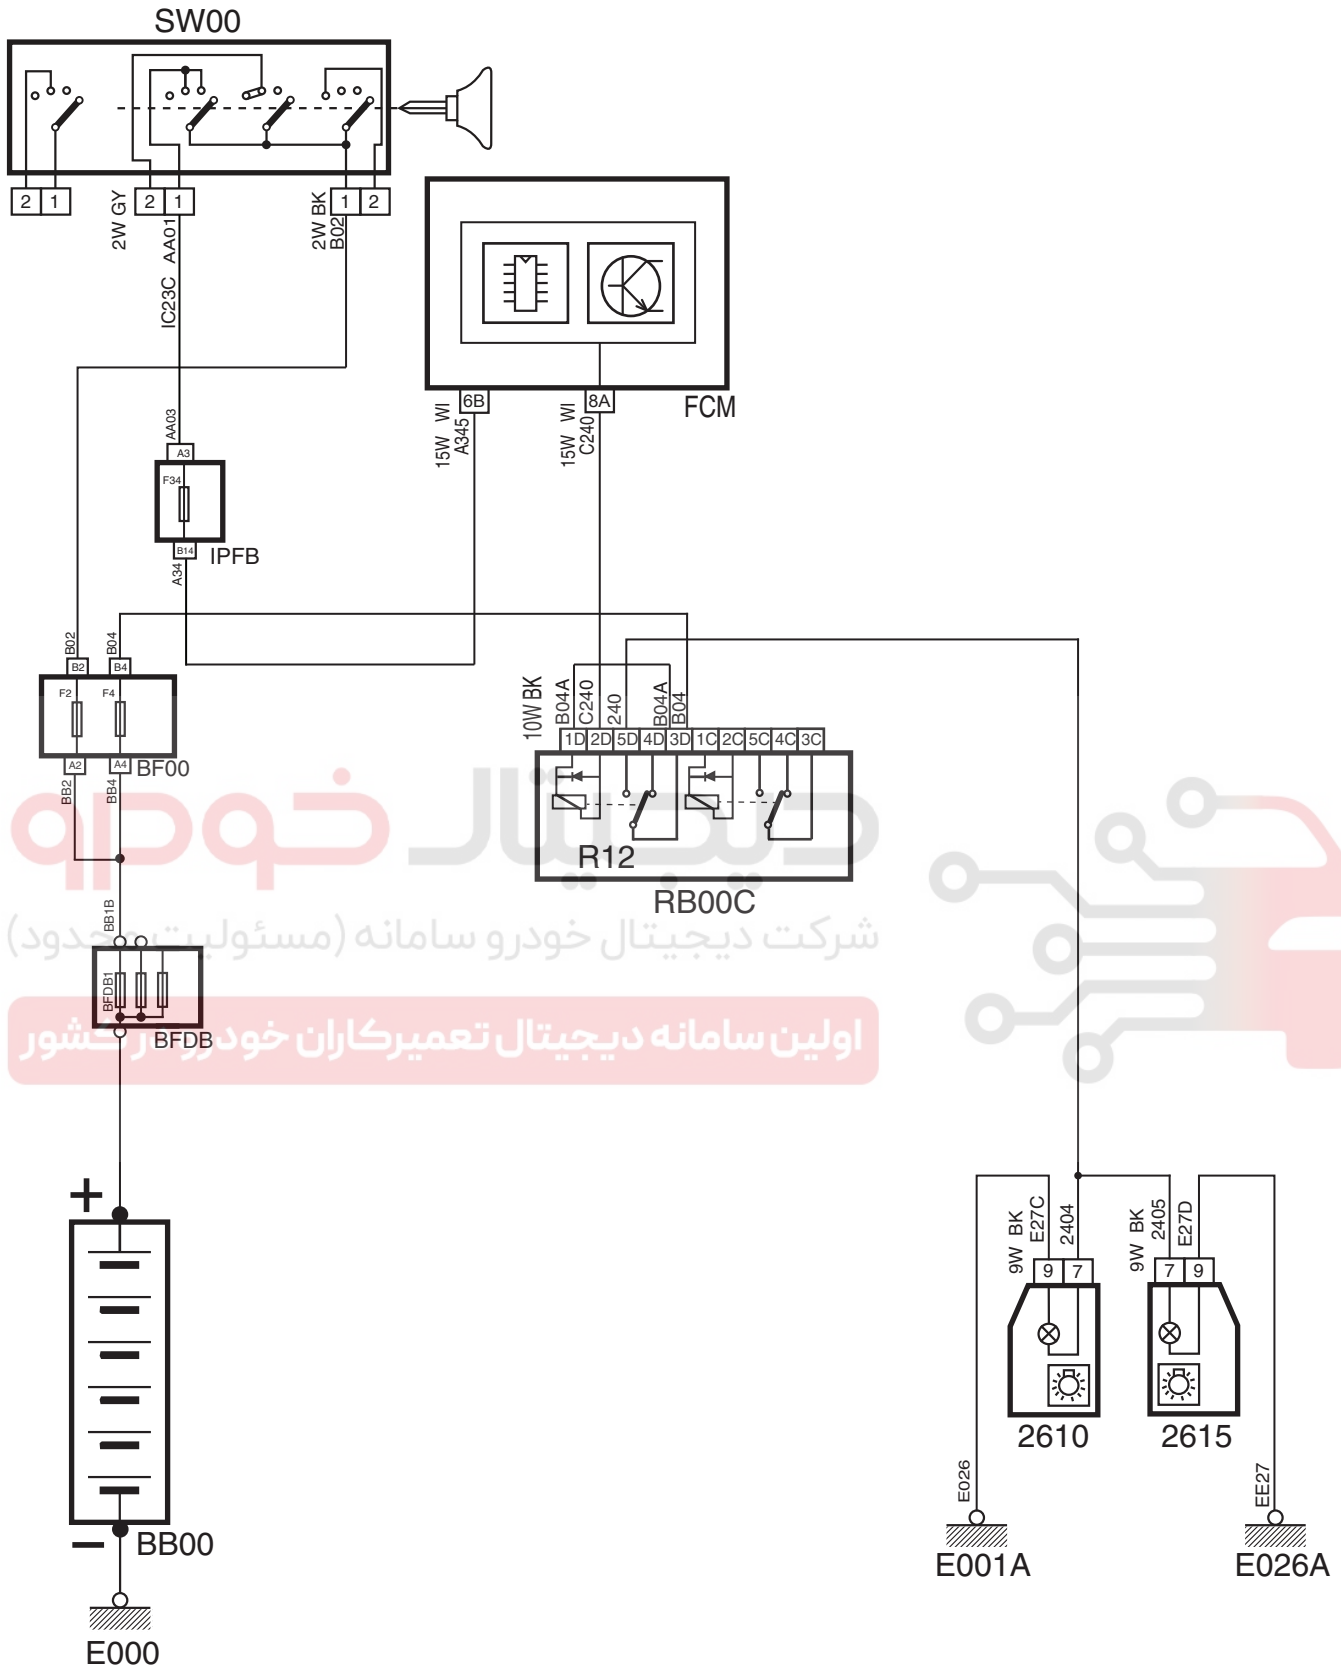 SW00
2 1
2W GY
2 1
2W BK
B02
1 2
IC23C AA01
FCM
6B
8A
15W WI
A345
15W WI
C240
AA03
A3
F34
B14
IPFB
A34
B02
B04
B2
B4
F2
F4
A2
A4
BF00
BB2
BB4
10W BK
B04A
C240
240
B04A
B04
1D 2D 5D 4D 3D 1C 2C 5C 4C 3C
R12
RB00C
دیجیتال خودرو
شرکت دیجیتال خودرو سامانه (مسئولیت محدود)
اولین سامانه دیجیتال تعمیرکاران خودرو در کشور
BB1B
BFDB1
BFDB
+
−
BB00
E000
9W BK
E27C
2404
9 7
2610
9W BK
2405
E27D
7 9
2615
E026
E001A
EE27
E026A